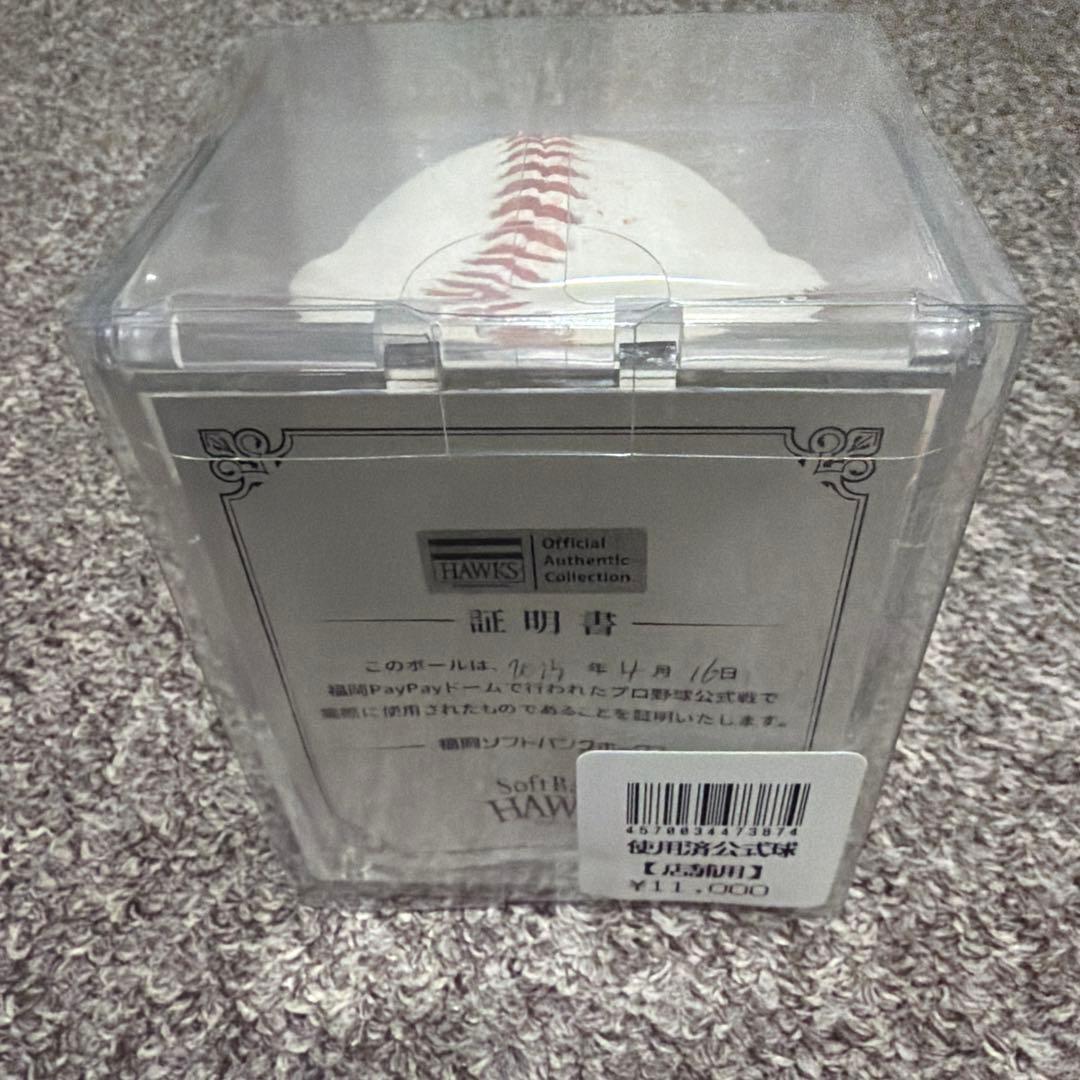 HAWKS
Official
Authentic
Collection
証明書
このボールは、 年4月16日
福岡PayPayドームで行われたプロ野球公式戦で
実際に使用されたものであることを証明いたします。
福岡ソフトバンクホークス
SoftB
HAW
4570034473874
使用済公式球
【店舗用】
¥11,000